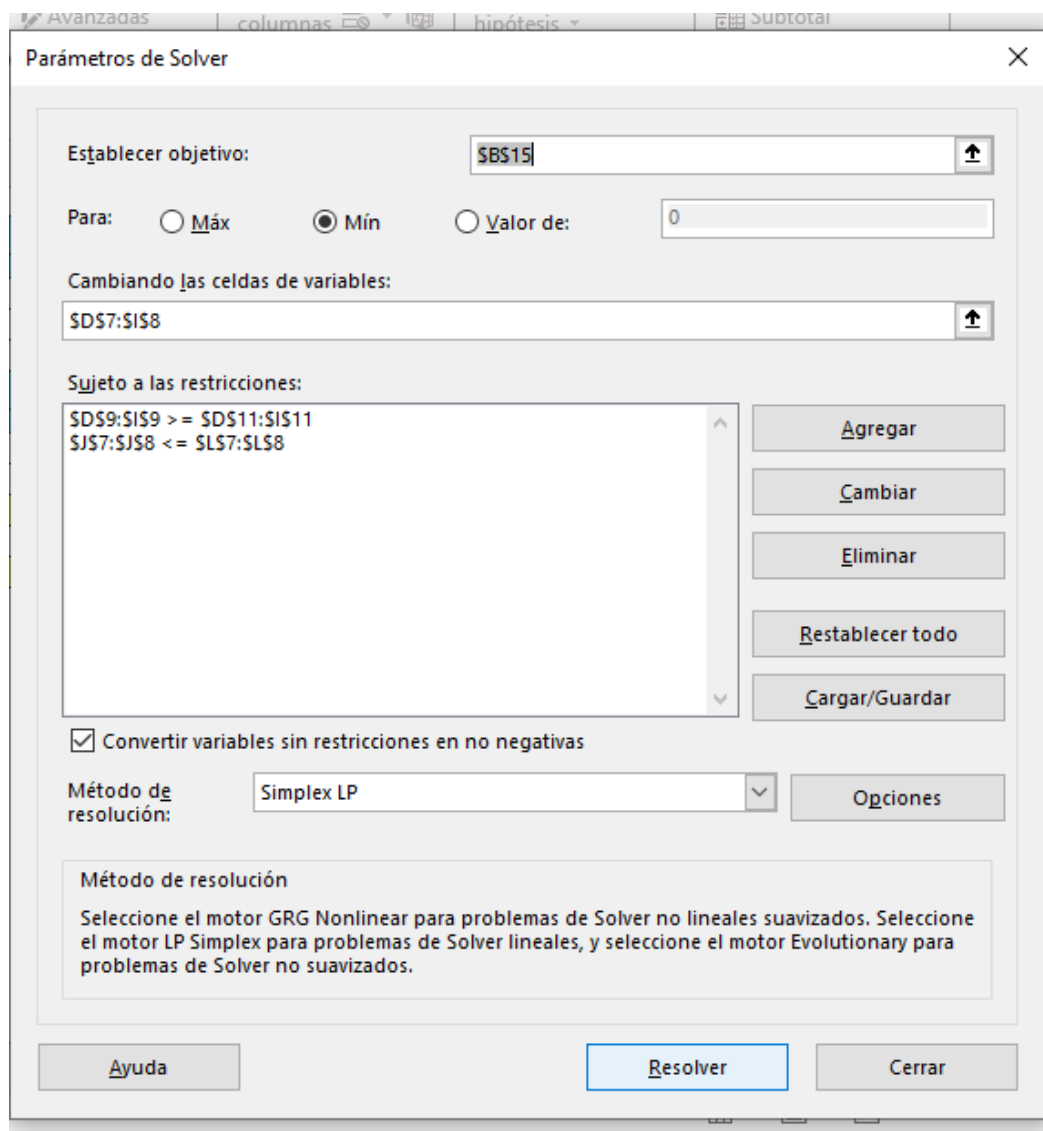 Avanzadas
columnas
hipótesis
Subtotal
Parámetros de Solver
Establecer objetivo:
$B$15
Para:
Máx
Mín
Valor de:
0
Cambiando las celdas de variables:
$D$7:$I$8
Sujeto a las restricciones:
$D$9:$I$9 >= $D$11:$I$11
$J$7:$J$8 <= $L$7:$L$8
Agregar
Cambiar
Eliminar
Restablecer todo
Cargar/Guardar
Convertir variables sin restricciones en no negativas
Método de
resolución:
Simplex LP
Opciones
Método de resolución
Seleccione el motor GRG Nonlinear para problemas de Solver no lineales suavizados. Seleccione
el motor LP Simplex para problemas de Solver lineales, y seleccione el motor Evolutionary para
problemas de Solver no suavizados.
Ayuda
Resolver
Cerrar